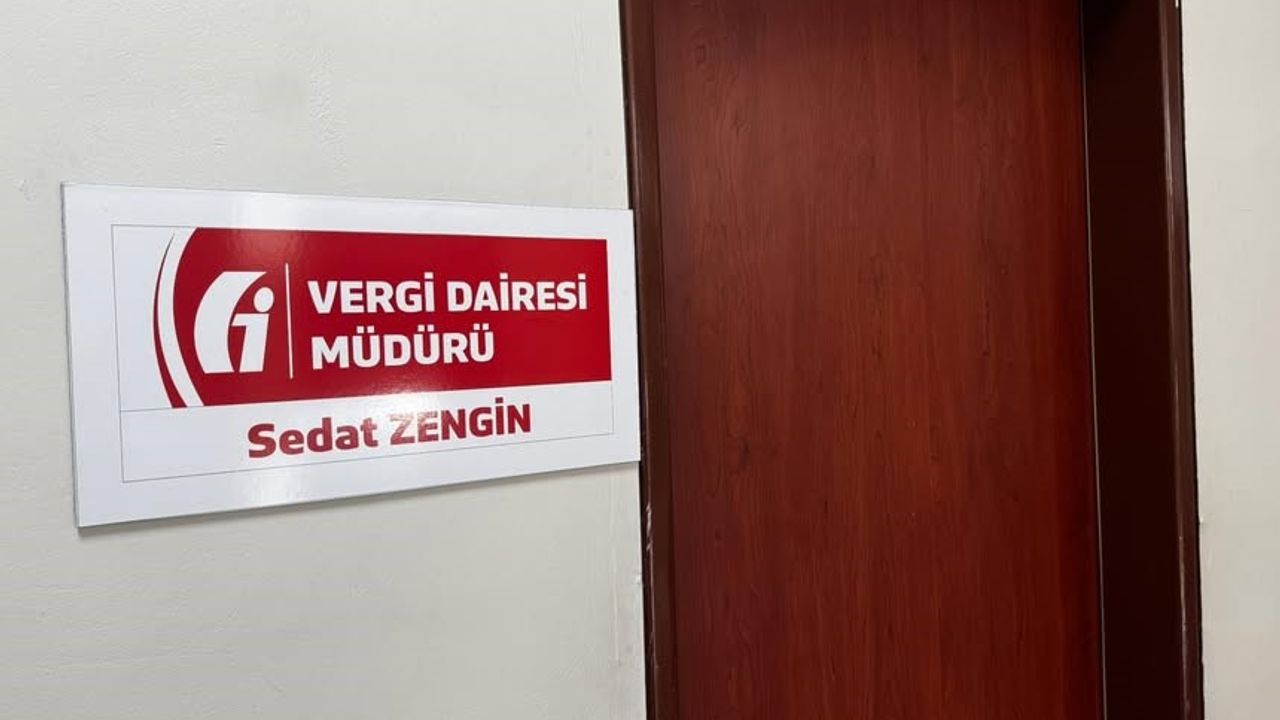 VERGİ DAİRESİ
MÜDÜRÜ
Sedat ZENGİN